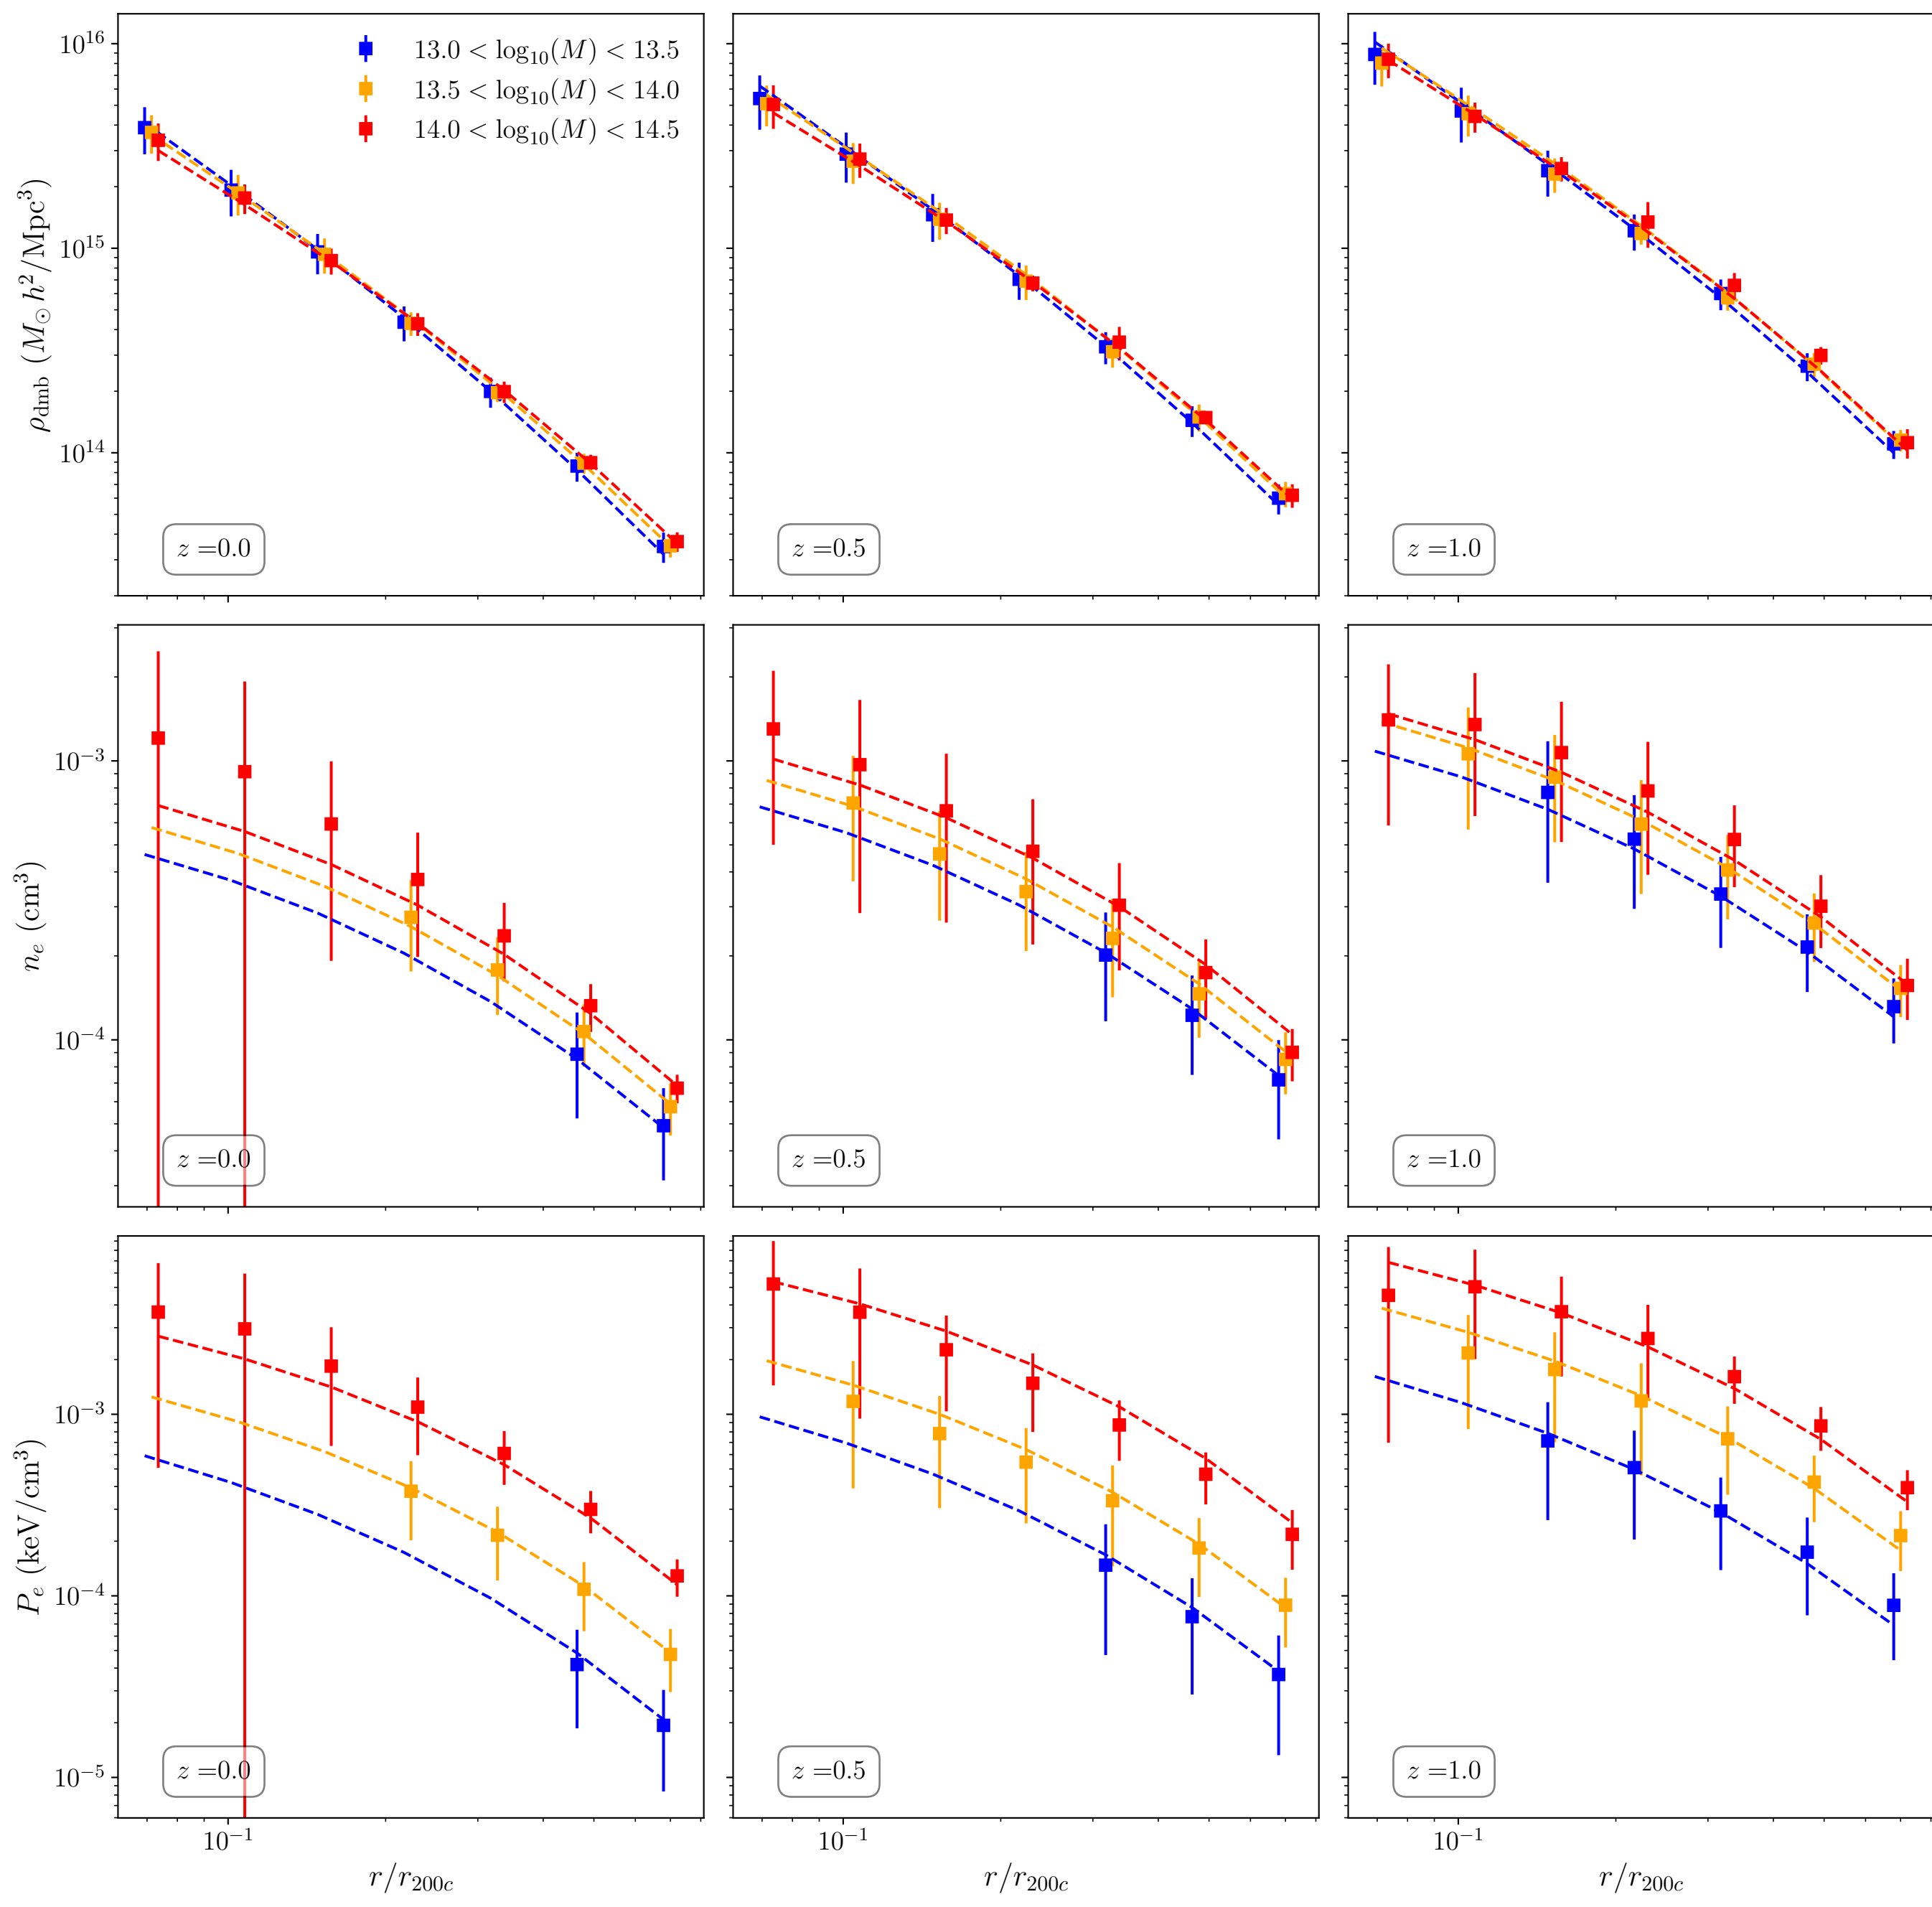 10^16
10^15
10^14
ρ_dmb (M_⊙ h^2/Mpc^3)
13.0 < log_10(M) < 13.5
13.5 < log_10(M) < 14.0
14.0 < log_10(M) < 14.5
z =0.0
z =0.5
z =1.0
10^−3
10^−4
n_e (cm^3)
z =0.0
z =0.5
z =1.0
10^−3
10^−4
10^−5
P_e (keV/cm^3)
z =0.0
z =0.5
z =1.0
10^−1
10^−1
10^−1
r/r_200c
r/r_200c
r/r_200c